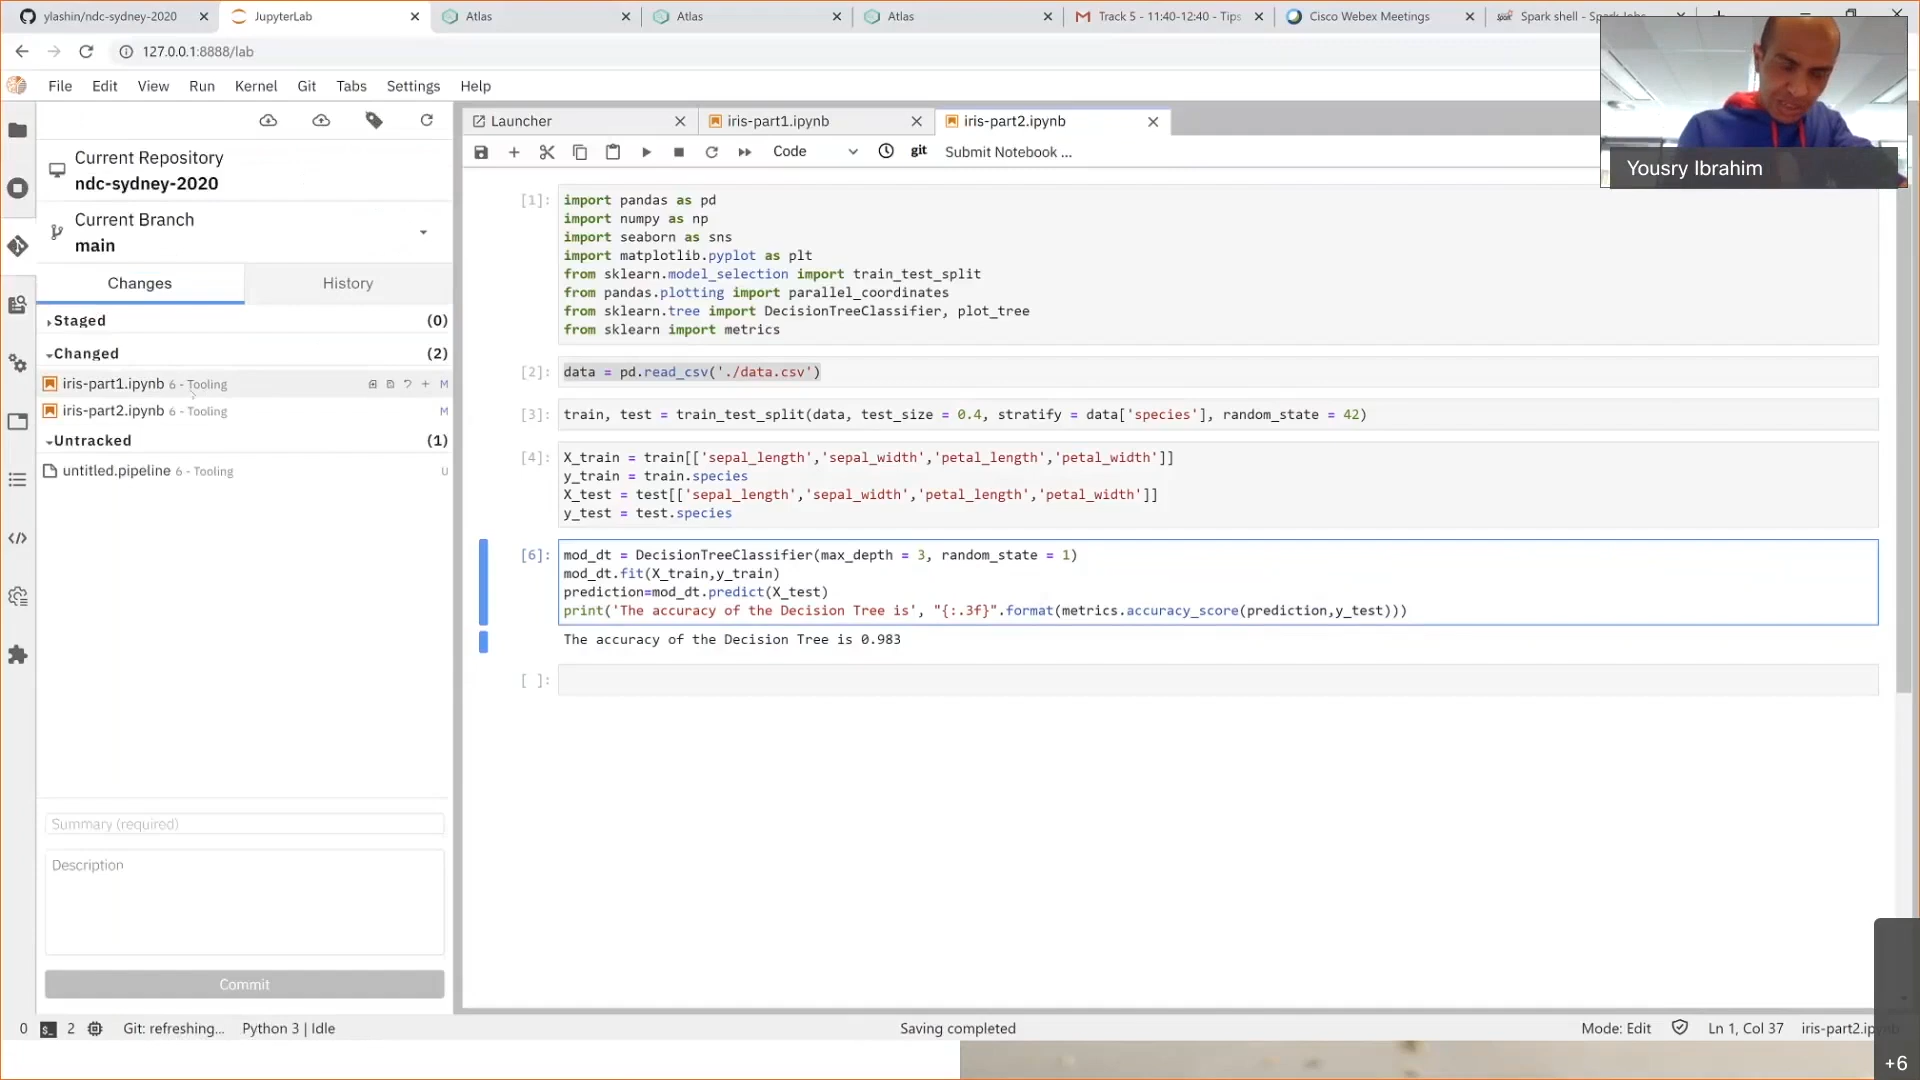 ylashin/ndc-sydney-2020
JupyterLab
Atlas
Atlas
Atlas
Track 5 - 11:40-12:40 - Tips
Cisco Webex Meetings
Spark shell - Spark Jobs
127.0.0.1:8888/lab
File Edit View Run Kernel Git Tabs Settings Help
Yousry Ibrahim
Current Repository
ndc-sydney-2020
Current Branch
main
Changes
History
Staged (0)
Changed (2)
iris-part1.ipynb 6 - Tooling M
iris-part2.ipynb 6 - Tooling M
Untracked (1)
untitled.pipeline 6 - Tooling U
Summary (required)
Description
Commit
Launcher
iris-part1.ipynb
iris-part2.ipynb
Code
git
Submit Notebook ...
[1]:
import pandas as pd
import numpy as np
import seaborn as sns
import matplotlib.pyplot as plt
from sklearn.model_selection import train_test_split
from pandas.plotting import parallel_coordinates
from sklearn.tree import DecisionTreeClassifier, plot_tree
from sklearn import metrics
[2]:
data = pd.read_csv('./data.csv')
[3]:
train, test = train_test_split(data, test_size = 0.4, stratify = data['species'], random_state = 42)
[4]:
X_train = train[['sepal_length','sepal_width','petal_length','petal_width']]
y_train = train.species
X_test = test[['sepal_length','sepal_width','petal_length','petal_width']]
y_test = test.species
[6]:
mod_dt = DecisionTreeClassifier(max_depth = 3, random_state = 1)
mod_dt.fit(X_train,y_train)
prediction=mod_dt.predict(X_test)
print('The accuracy of the Decision Tree is', "{:.3f}".format(metrics.accuracy_score(prediction,y_test)))
The accuracy of the Decision Tree is 0.983
[ ]:
0 $_ 2 Git: refreshing... Python 3 | Idle
Saving completed
Mode: Edit Ln 1, Col 37 iris-part2.ipynb
+6